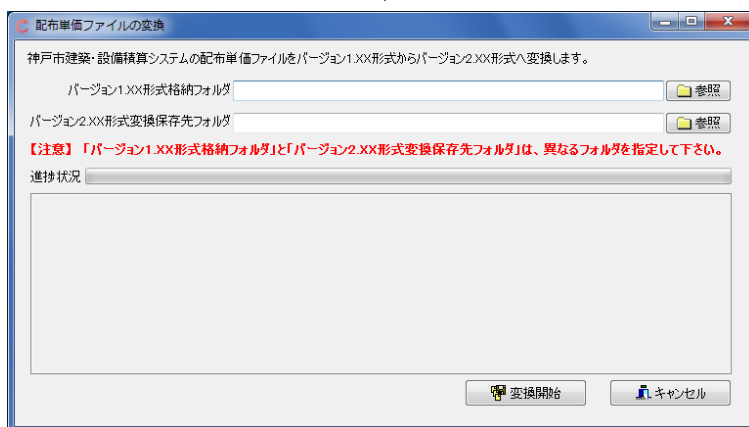 配布単価ファイルの変換
神戸市建築・設備積算システムの配布単価ファイルをバージョン1.XX形式からバージョン2.XX形式へ変換します。
バージョン1.XX形式格納フォルダ 参照
バージョン2.XX形式変換保存先フォルダ 参照
【注意】「バージョン1.XX形式格納フォルダ」と「バージョン2.XX形式変換保存先フォルダ」は、異なるフォルダを指定して下さい。
進捗状況
変換開始 キャンセル